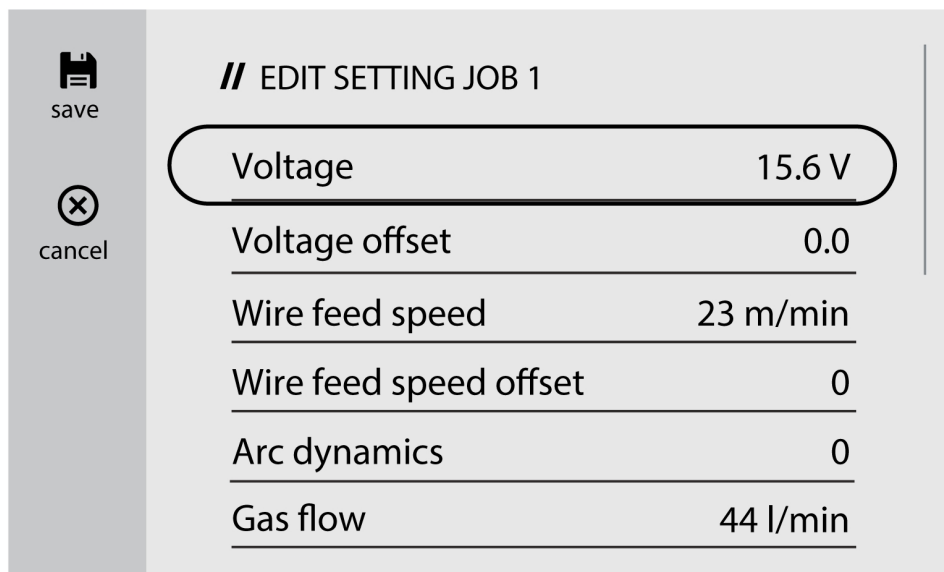 save
cancel
// EDIT SETTING JOB 1
Voltage 15.6 V
Voltage offset 0.0
Wire feed speed 23 m/min
Wire feed speed offset 0
Arc dynamics 0
Gas flow 44 l/min